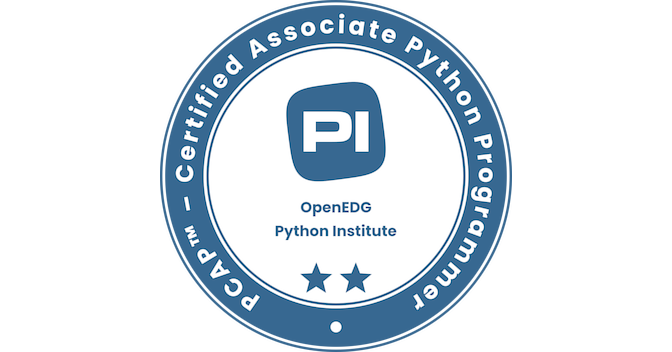 PCAP™ – Certified Associate Python Programmer
PI
OpenEDG
Python Institute